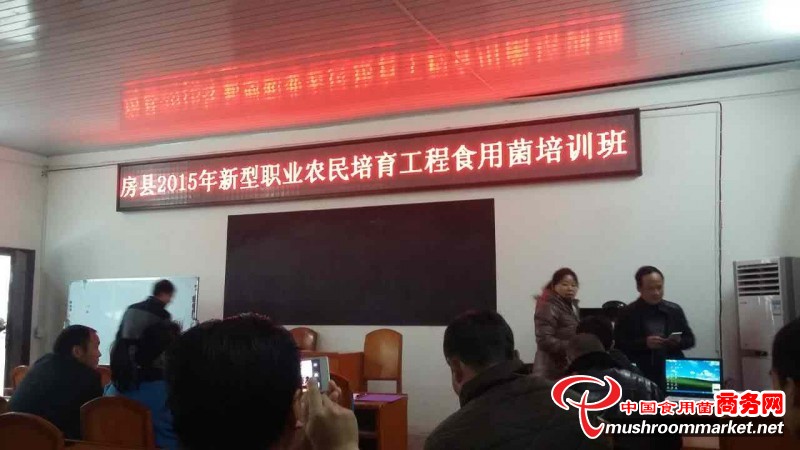 房县2015年新型职业农民培育工程食用菌培训班
中国食用菌商务网
mushroommarket.net